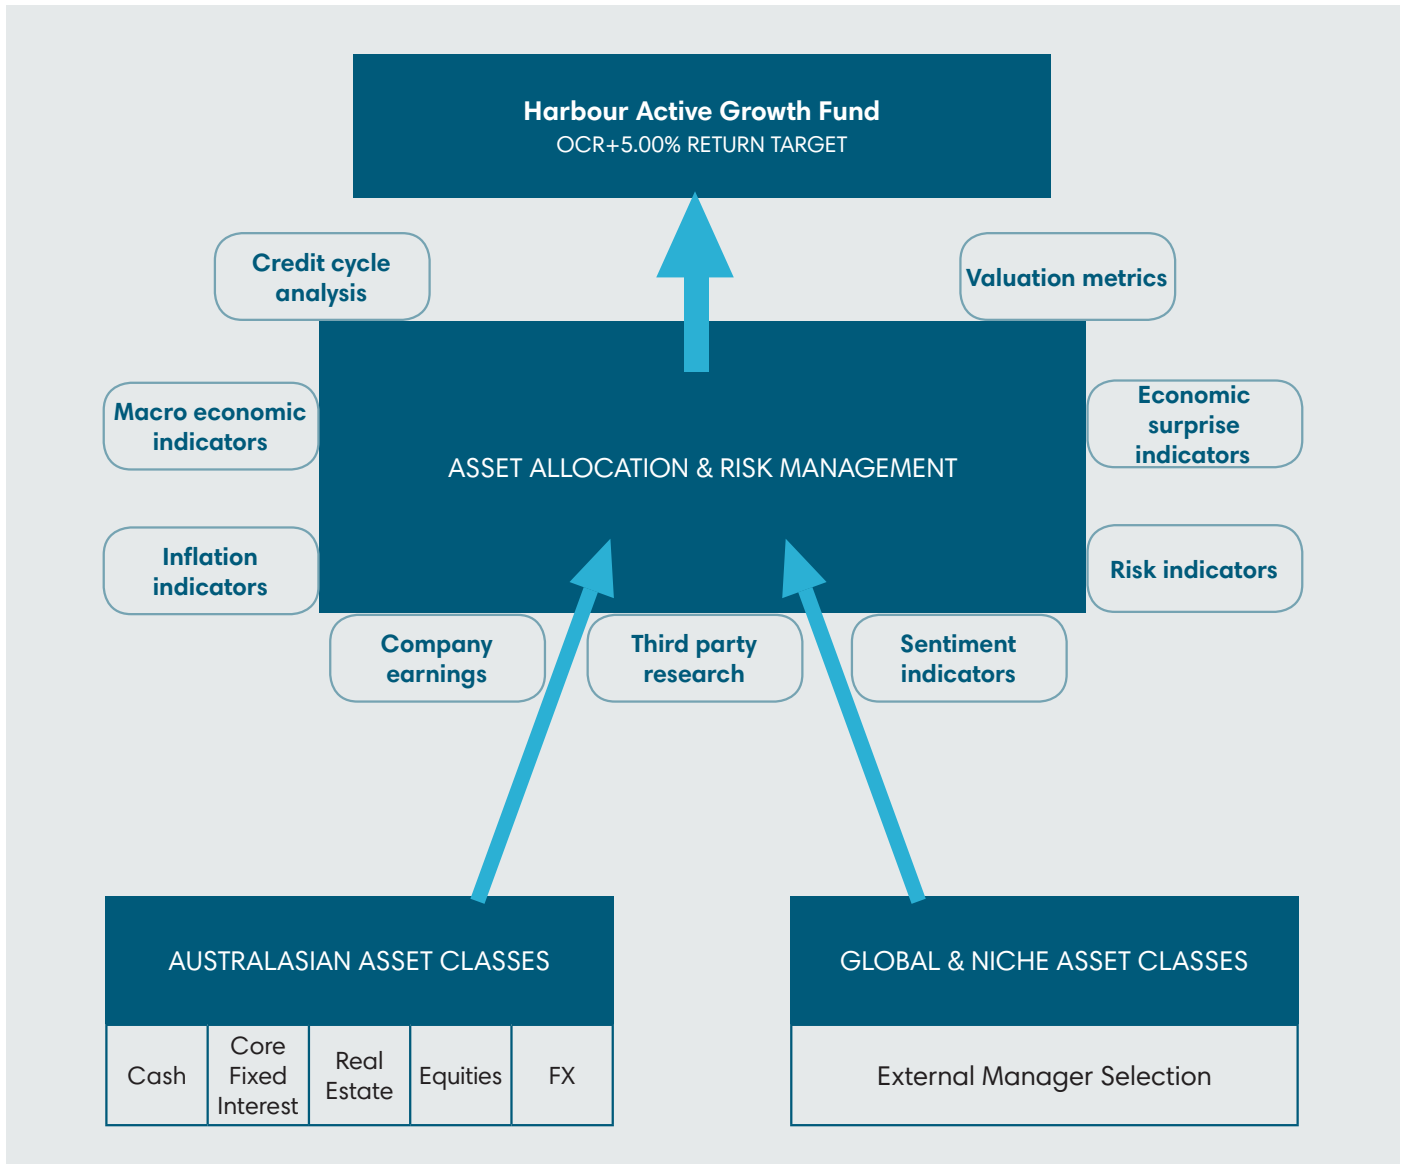 Harbour Active Growth Fund
OCR+5.00% RETURN TARGET
Credit cycle
analysis
Valuation metrics
Macro economic
indicators
Economic
surprise
indicators
ASSET ALLOCATION & RISK MANAGEMENT
Inflation
indicators
Risk indicators
Company
earnings
Third party
research
Sentiment
indicators
AUSTRALASIAN ASSET CLASSES
Cash
Core
Fixed
Interest
Real
Estate
Equities
FX
GLOBAL & NICHE ASSET CLASSES
External Manager Selection